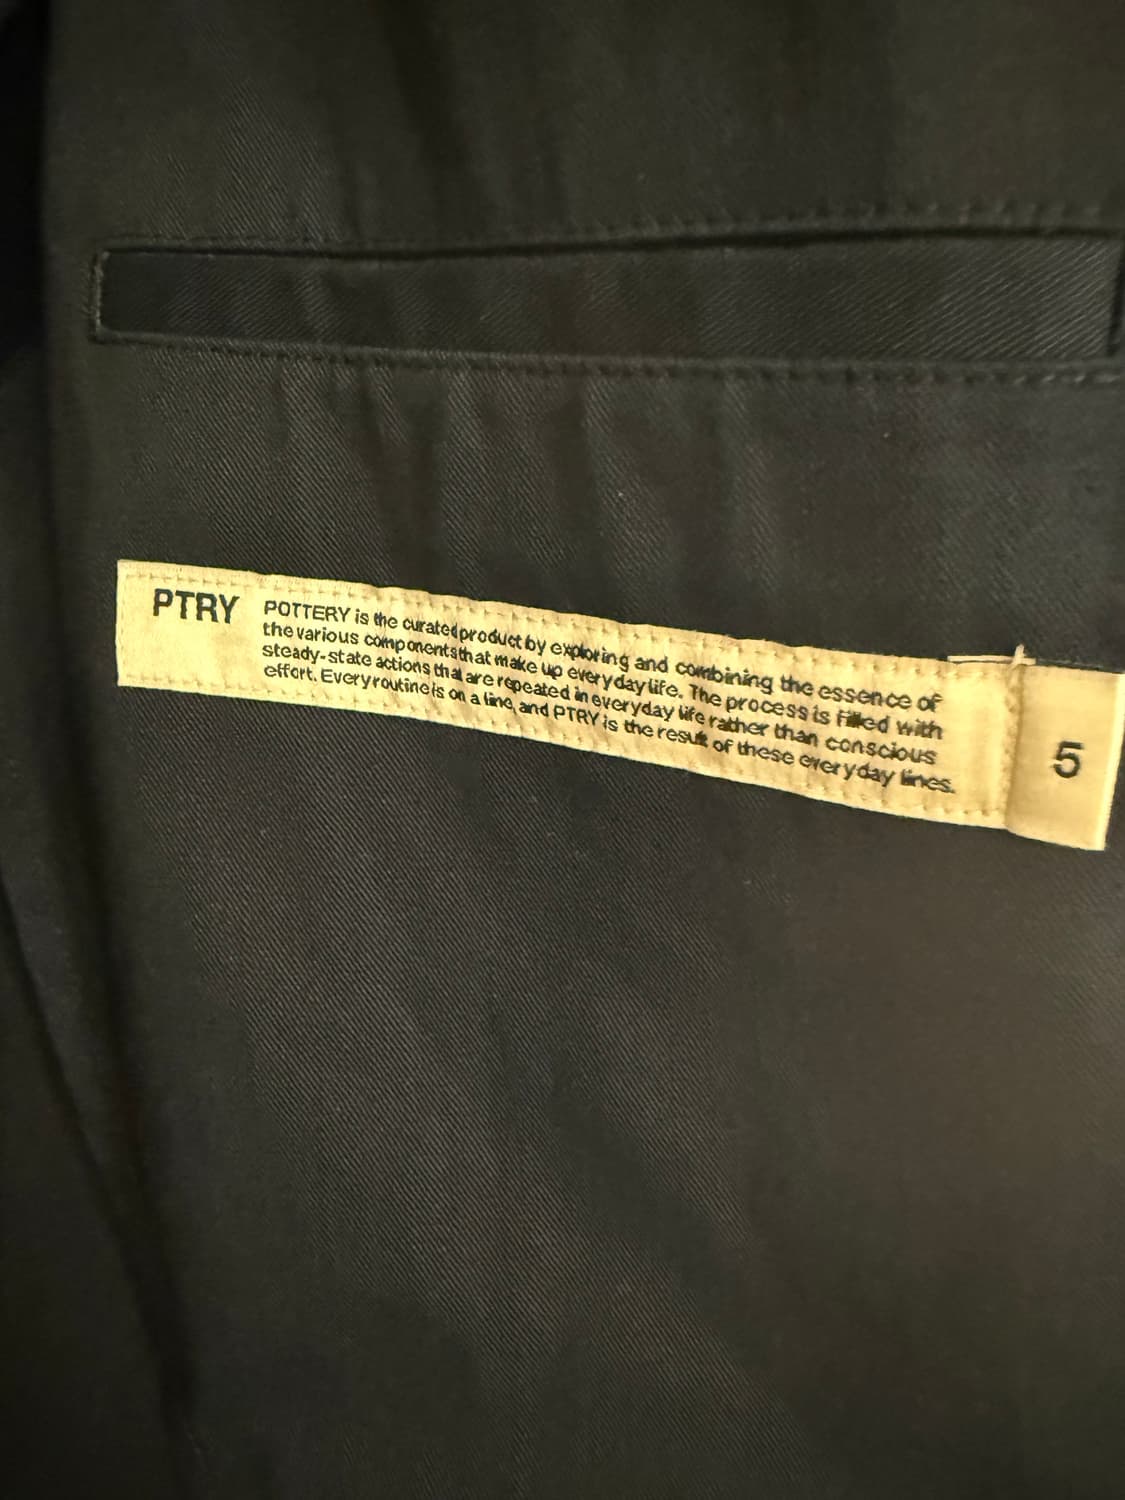 PTRY
POTTERY is the curated product by exploring and combining the essence of
the various components that make up everyday life. The process is filled with
steady-state actions that are repeated in everyday life rather than conscious
effort. Every routine is on a line, and PTRY is the result of these everyday lines.
5